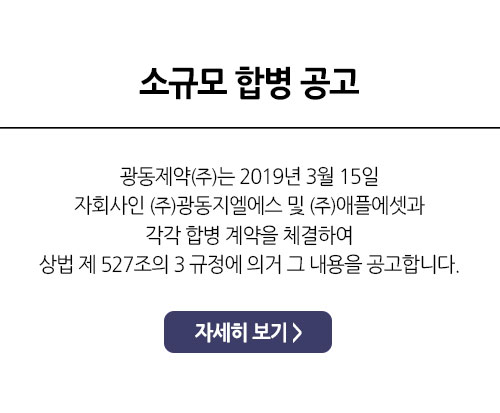 소규모 합병 공고
광동제약(주)는 2019년 3월 15일
자회사인 (주)광동지엘에스 및 (주)애플에셋과
각각 합병 계약을 체결하여
상법 제 527조의 3 규정에 의거 그 내용을 공고합니다.
자세히 보기 >